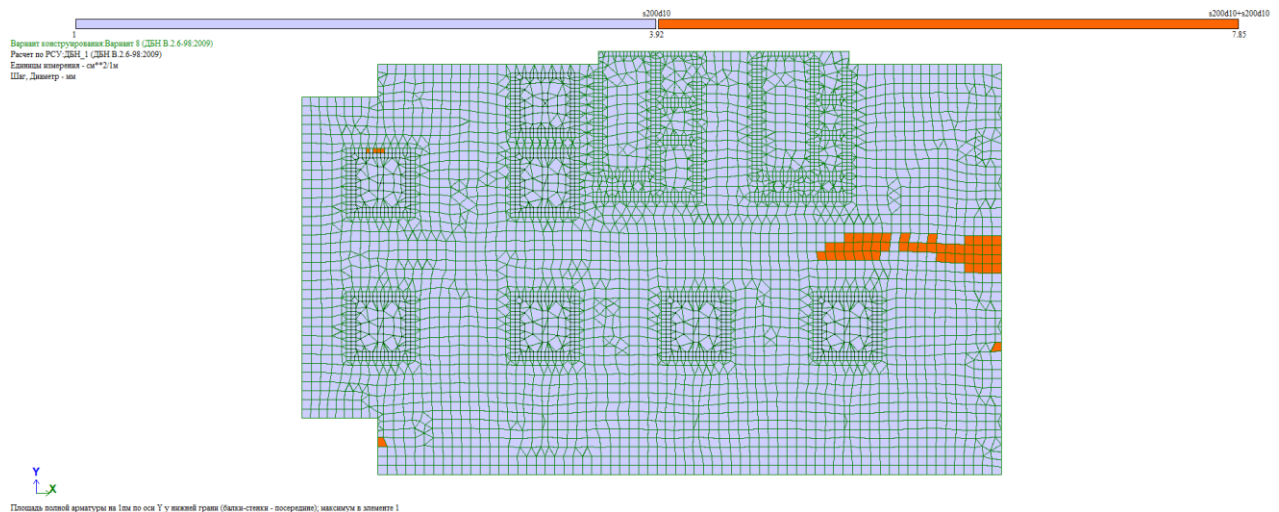 s200d10 s200d10+s200d10
1 3.92 7.85
Вариант конструирования:Вариант 8 (ДБН В.2.6-98:2009)
Расчет по РСУ:ДБН_1 (ДБН В.2.6-98:2009)
Единицы измерения - см**2/1м
Шаг, Диаметр - мм
Y
X
Площадь полной арматуры на 1пм по оси Y у нижней грани (балки-стенки - посередине); максимум в элементе 1